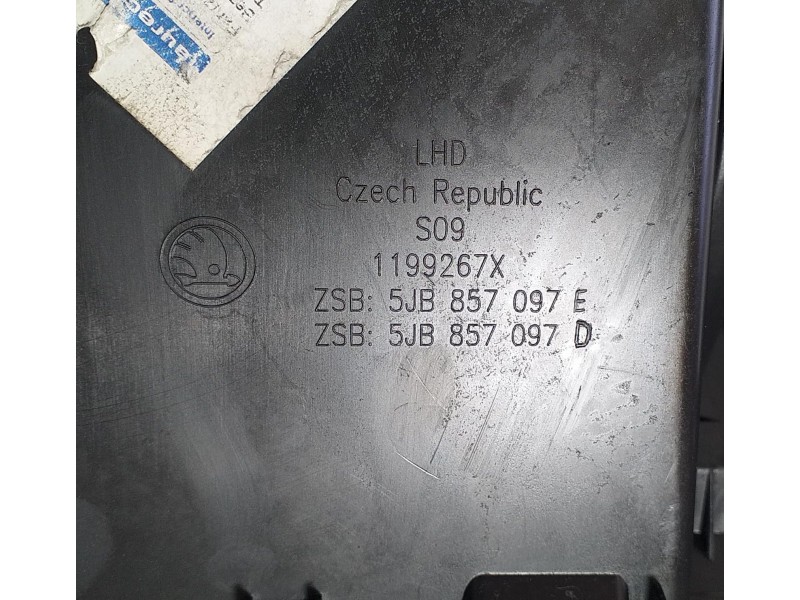 LHD
Czech Republic
S09
1199267X
ZSB: 5JB 857 097 E
ZSB: 5JB 857 097 D